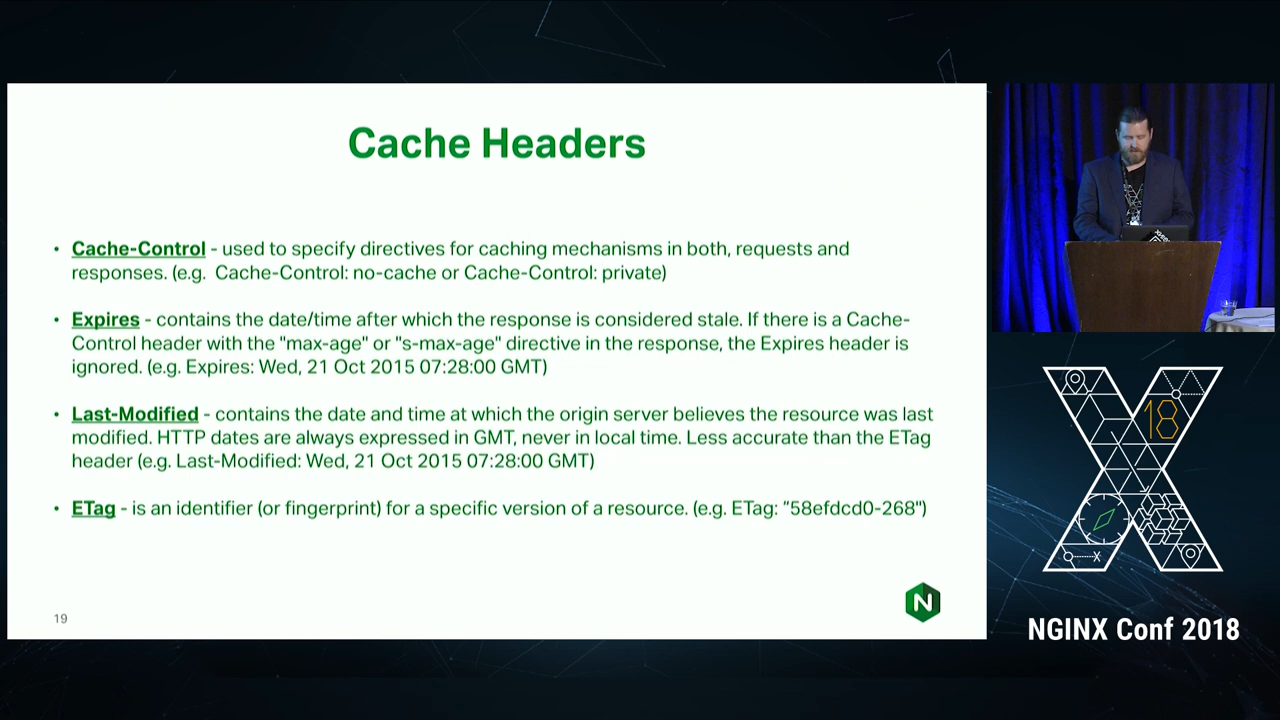 Cache Headers
• Cache-Control - used to specify directives for caching mechanisms in both, requests and
responses. (e.g.  Cache-Control: no-cache or Cache-Control: private)
• Expires - contains the date/time after which the response is considered stale. If there is a Cache-
Control header with the "max-age" or "s-max-age" directive in the response, the Expires header is
ignored. (e.g. Expires: Wed, 21 Oct 2015 07:28:00 GMT)
• Last-Modified - contains the date and time at which the origin server believes the resource was last
modified. HTTP dates are always expressed in GMT, never in local time. Less accurate than the ETag
header (e.g. Last-Modified: Wed, 21 Oct 2015 07:28:00 GMT)
• ETag - is an identifier (or fingerprint) for a specific version of a resource. (e.g. ETag: "58efdcd0-268")
19
N
18
X
NGINX Conf 2018